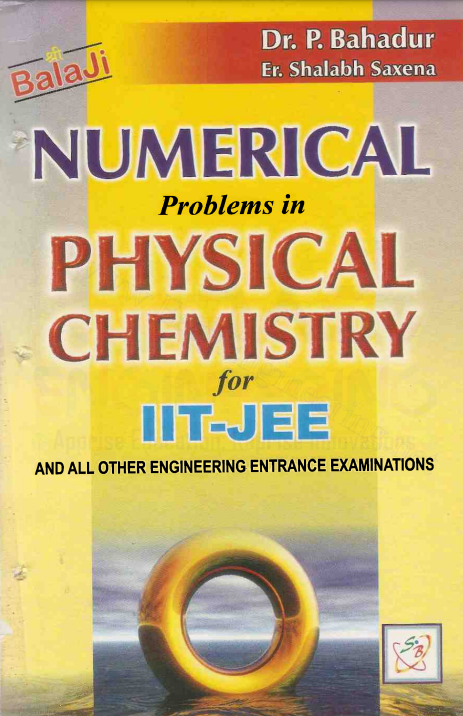 Dr. P. Bahadur
Er. Shalabh Saxena
श्री
BalaJi
NUMERICAL
Problems in
PHYSICAL
CHEMISTRY
for
IIT-JEE
AND ALL OTHER ENGINEERING ENTRANCE EXAMINATIONS
S.B